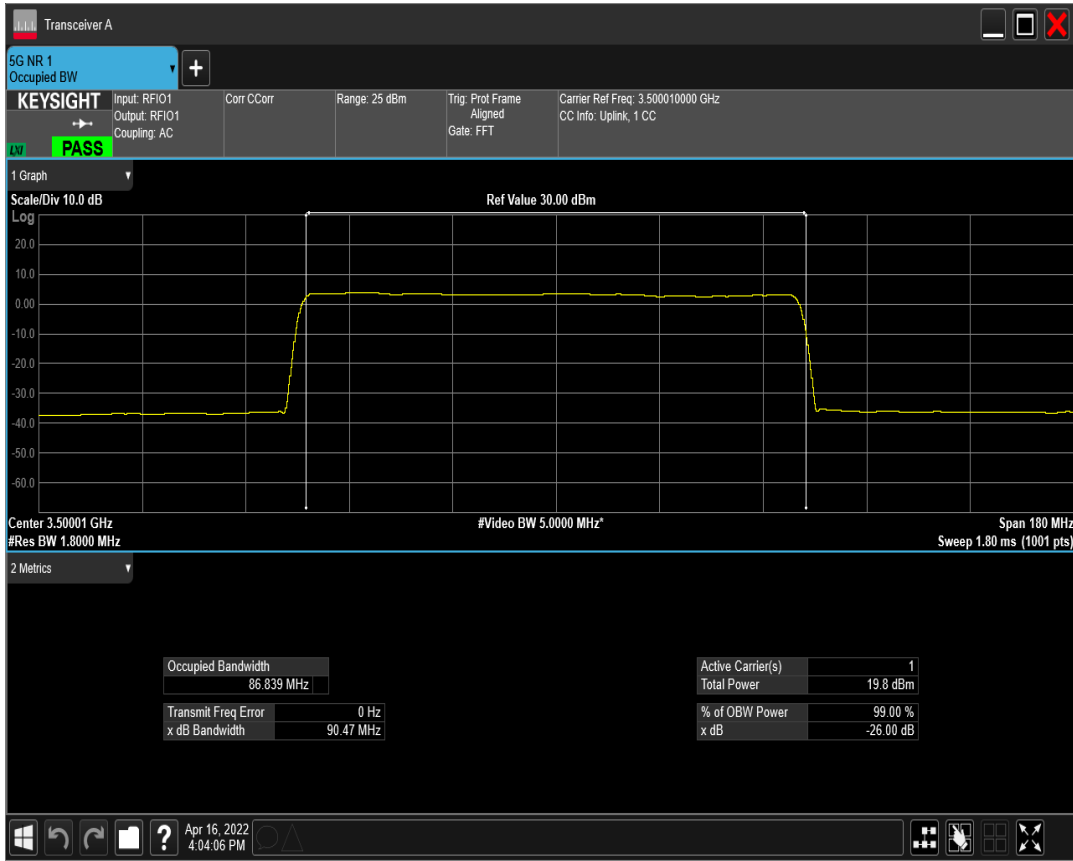 Transceiver A
5G NR 1
Occupied BW
+
KEYSIGHT
LXI
PASS
Input: RFIO1
Output: RFIO1
Coupling: AC
Corr CCorr
Range: 25 dBm
Trig: Prot Frame
Aligned
Gate: FFT
Carrier Ref Freq: 3.500010000 GHz
CC Info: Uplink, 1 CC
1 Graph
Scale/Div 10.0 dB
Ref Value 30.00 dBm
Log
20.0
10.0
0.00
-10.0
-20.0
-30.0
-40.0
-50.0
-60.0
Center 3.50001 GHz
#Video BW 5.0000 MHz*
Span 180 MHz
#Res BW 1.8000 MHz
Sweep 1.80 ms (1001 pts)
2 Metrics
Occupied Bandwidth
86.839 MHz
Transmit Freq Error 0 Hz
x dB Bandwidth 90.47 MHz
Active Carrier(s) 1
Total Power 19.8 dBm
% of OBW Power 99.00 %
x dB -26.00 dB
?
Apr 16, 2022
4:04:06 PM